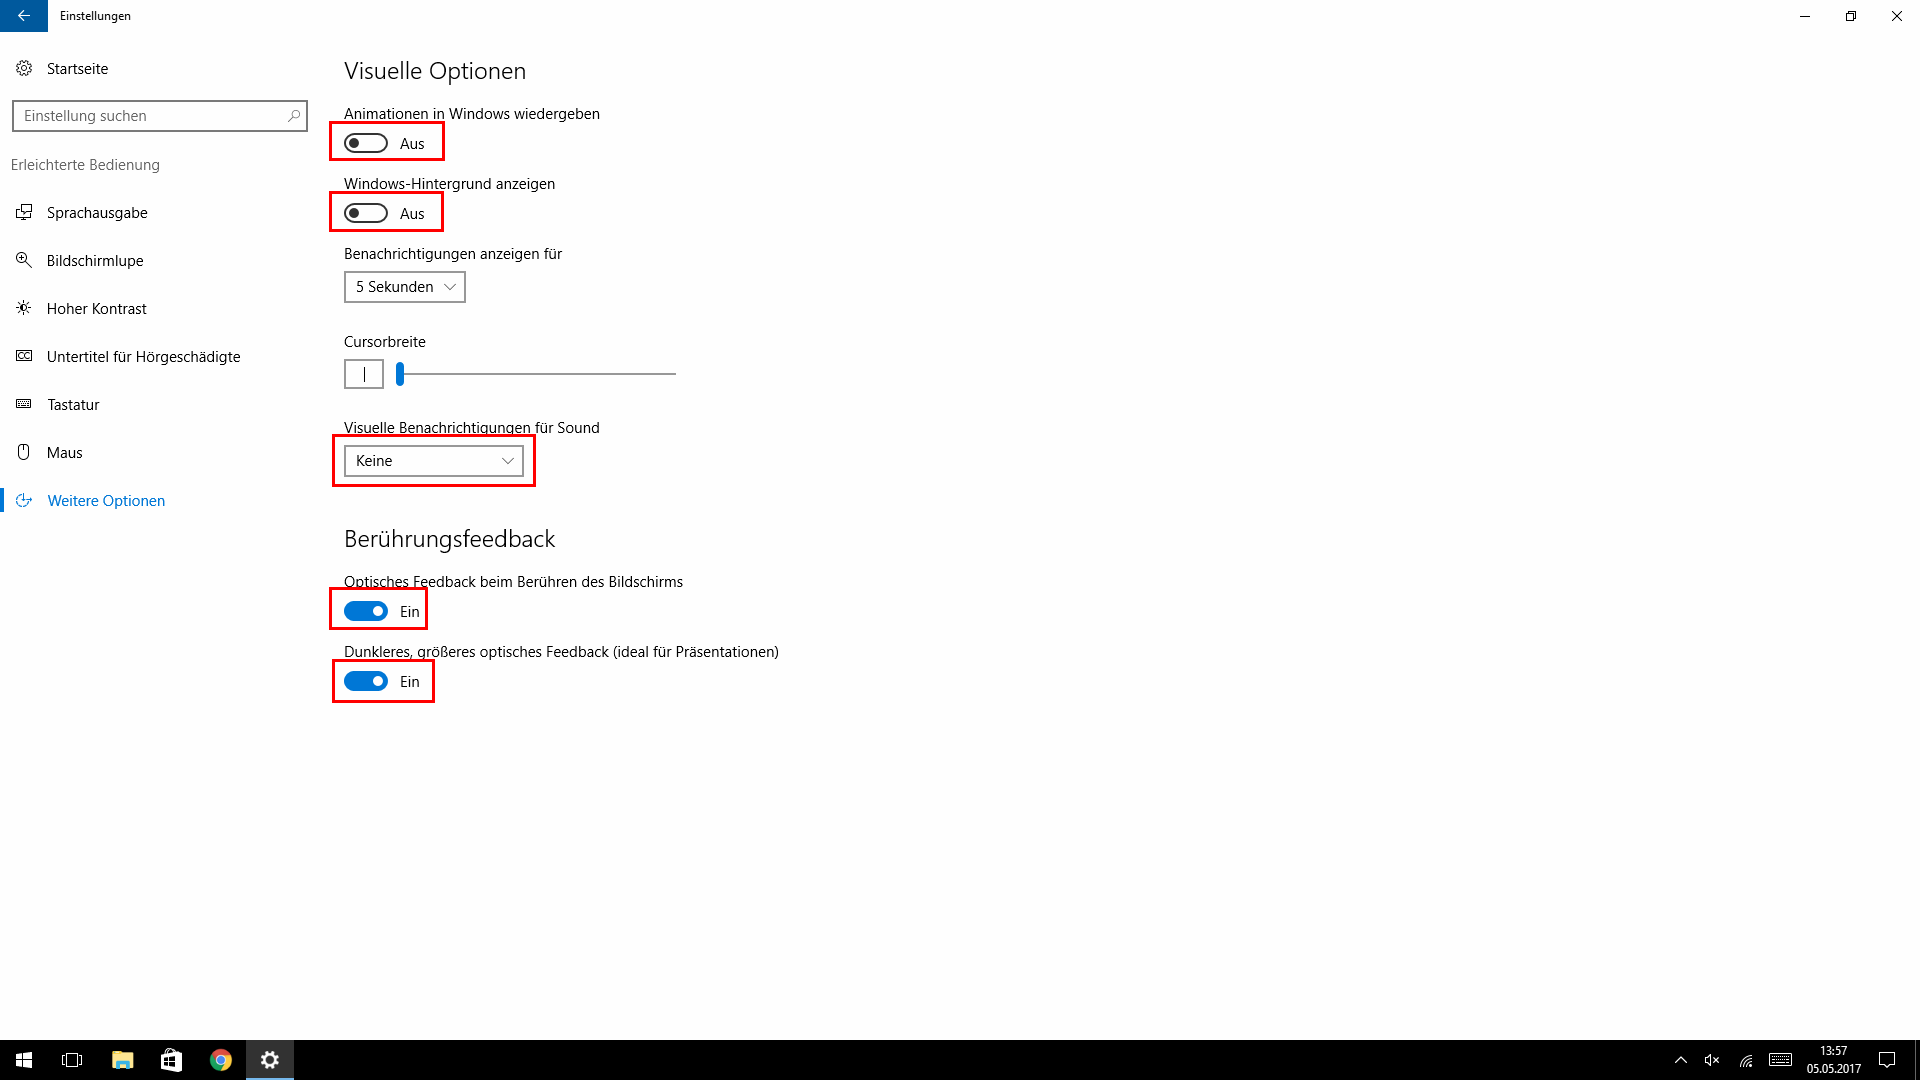 Einstellungen
Startseite
Einstellung suchen
Erleichterte Bedienung
Sprachausgabe
Bildschirmlupe
Hoher Kontrast
Untertitel für Hörgeschädigte
Tastatur
Maus
Weitere Optionen
Visuelle Optionen
Animationen in Windows wiedergeben
Aus
Windows-Hintergrund anzeigen
Aus
Benachrichtigungen anzeigen für
5 Sekunden
Cursorbreite
Visuelle Benachrichtigungen für Sound
Keine
Berührungsfeedback
Optisches Feedback beim Berühren des Bildschirms
Ein
Dunkleres, größeres optisches Feedback (ideal für Präsentationen)
Ein
13:57
05.05.2017